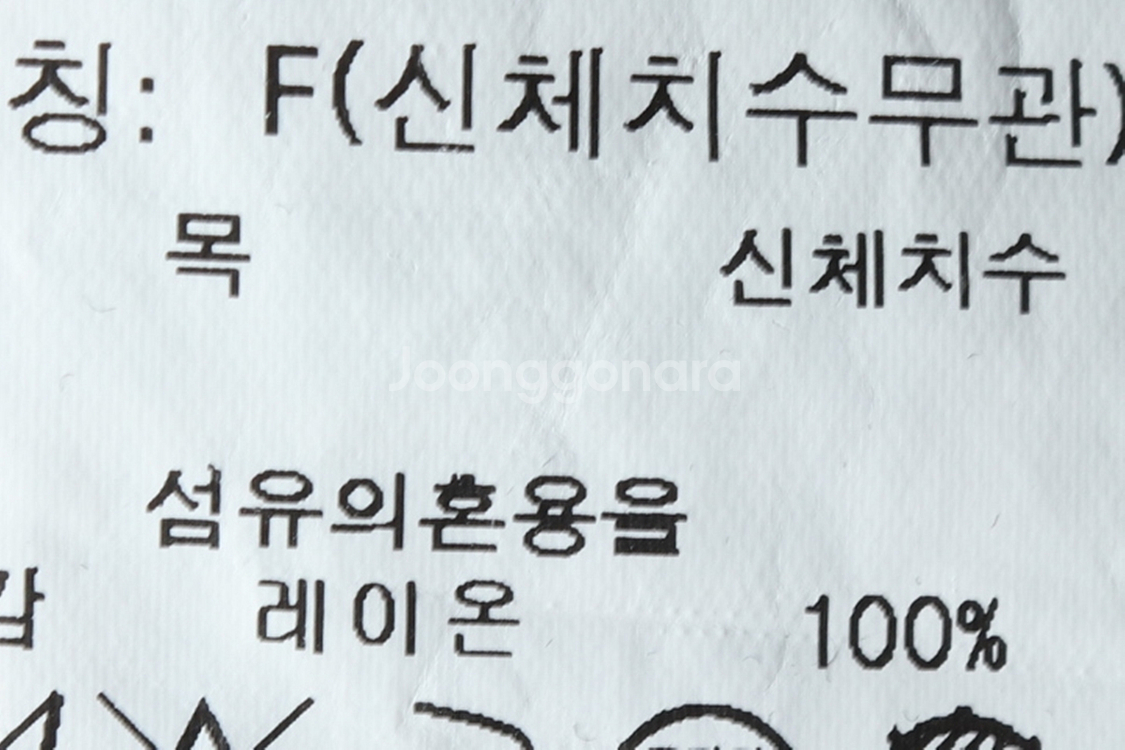 칭: F(신체치수무관)
목 신체치수
Joonggonara
섬유의혼용율
감 레이온 100%